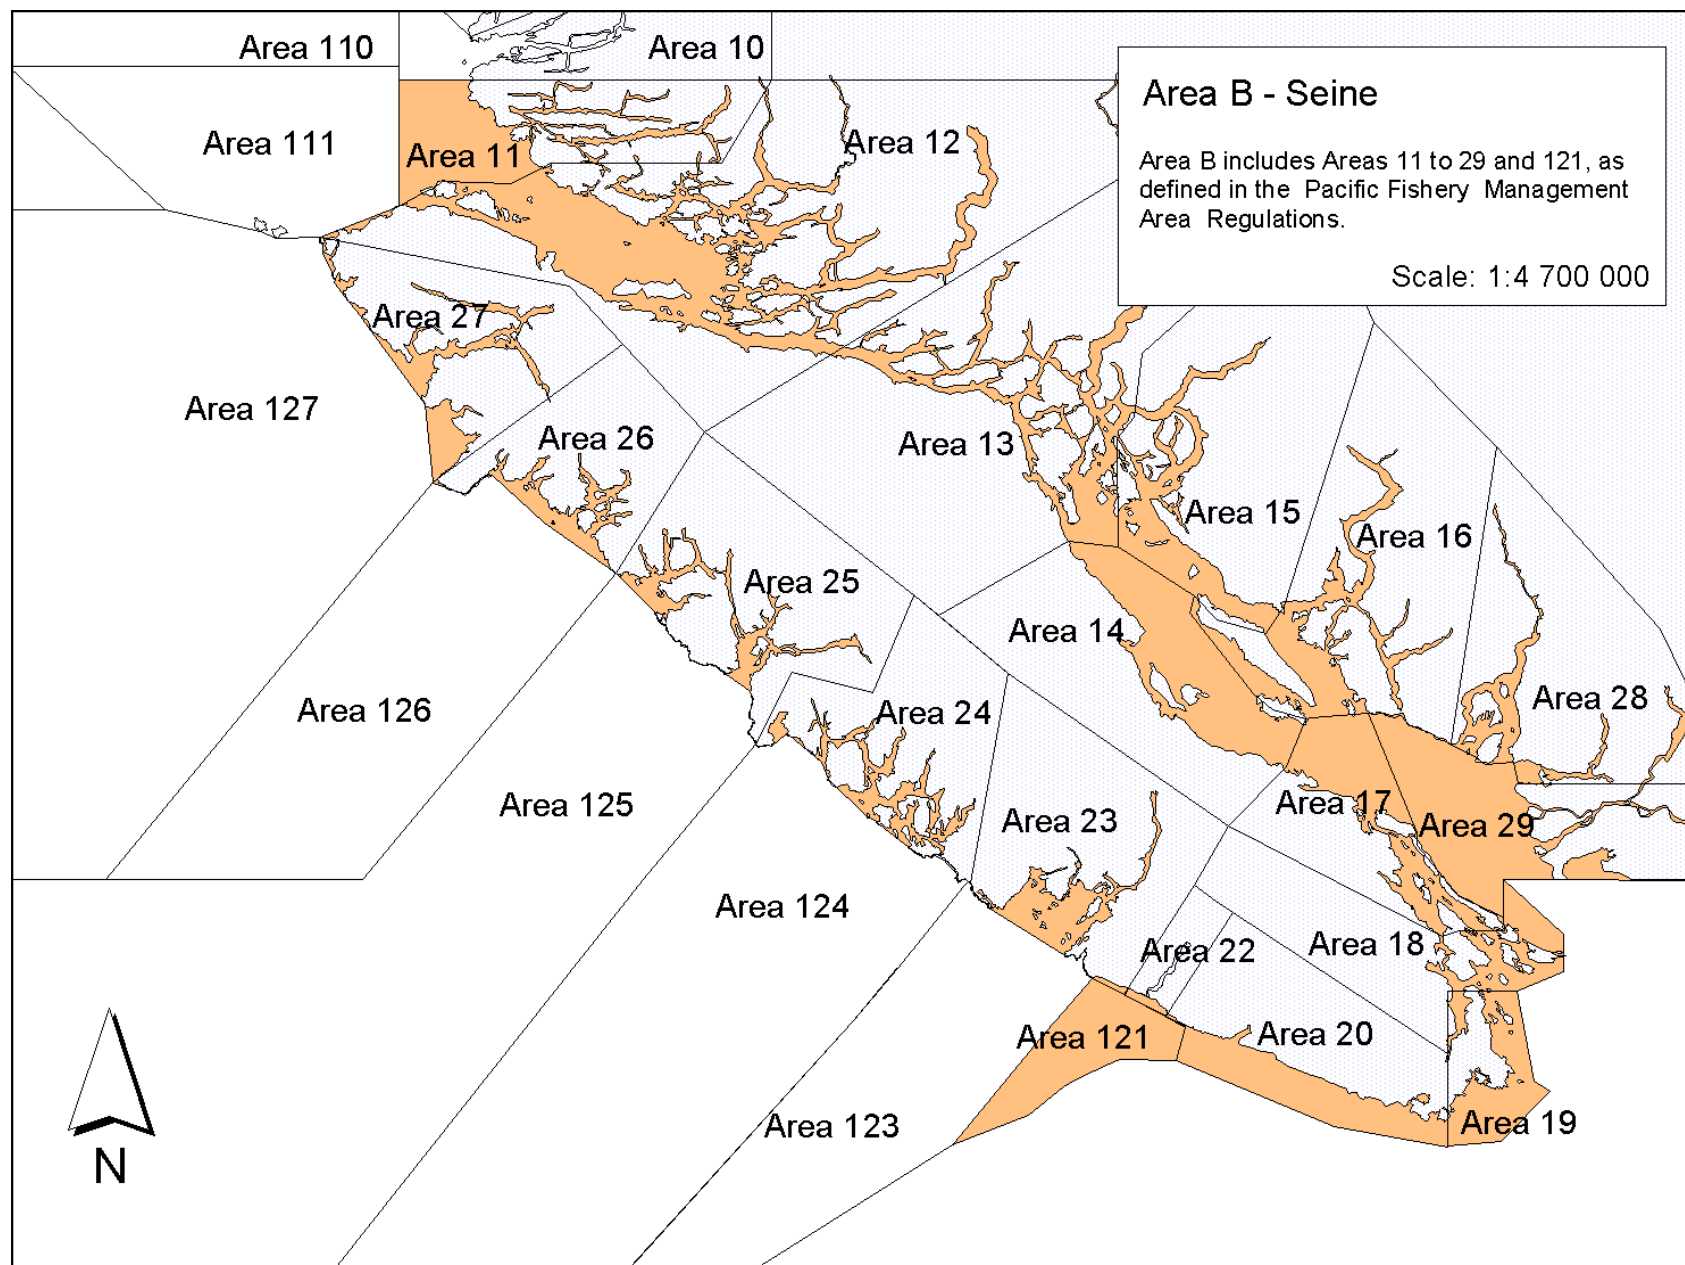 Area 110
Area 10
Area B - Seine
Area B includes Areas 11 to 29 and 121, as
defined in the Pacific Fishery Management
Area Regulations.
Scale: 1:4 700 000
Area 111
Area 11
Area 12
Area 27
Area 127
Area 26
Area 13
Area 15
Area 16
Area 25
Area 14
Area 126
Area 24
Area 28
Area 125
Area 23
Area 17
Area 29
Area 124
Area 22
Area 18
Area 121
Area 20
Area 123
Area 19
N